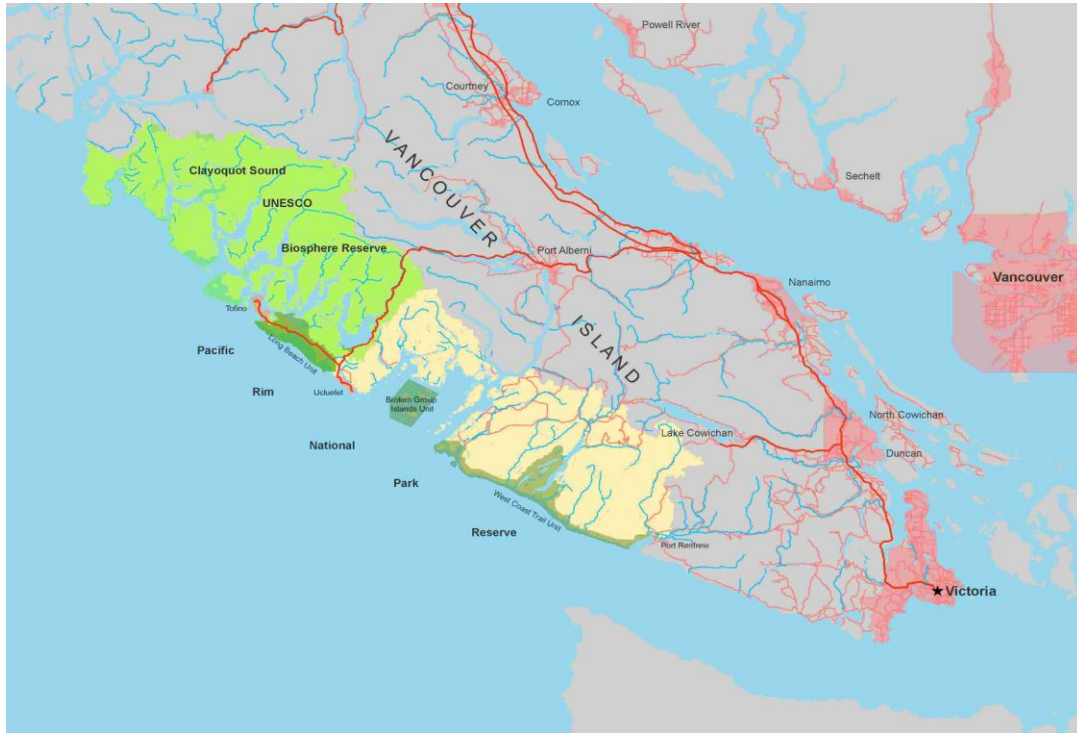 Powell River
Courtney
Comox
VANCOUVER
ISLAND
Clayoquot Sound
UNESCO
Biosphere Reserve
Sechelt
Port Alberni
Vancouver
Nanaimo
Tofino
Long Beach Unit
Pacific
Rim
National
Park
Reserve
Ucluelet
Broken Group
Islands Unit
North Cowichan
Lake Cowichan
Duncan
West Coast Trail Unit
Port Renfrew
Victoria